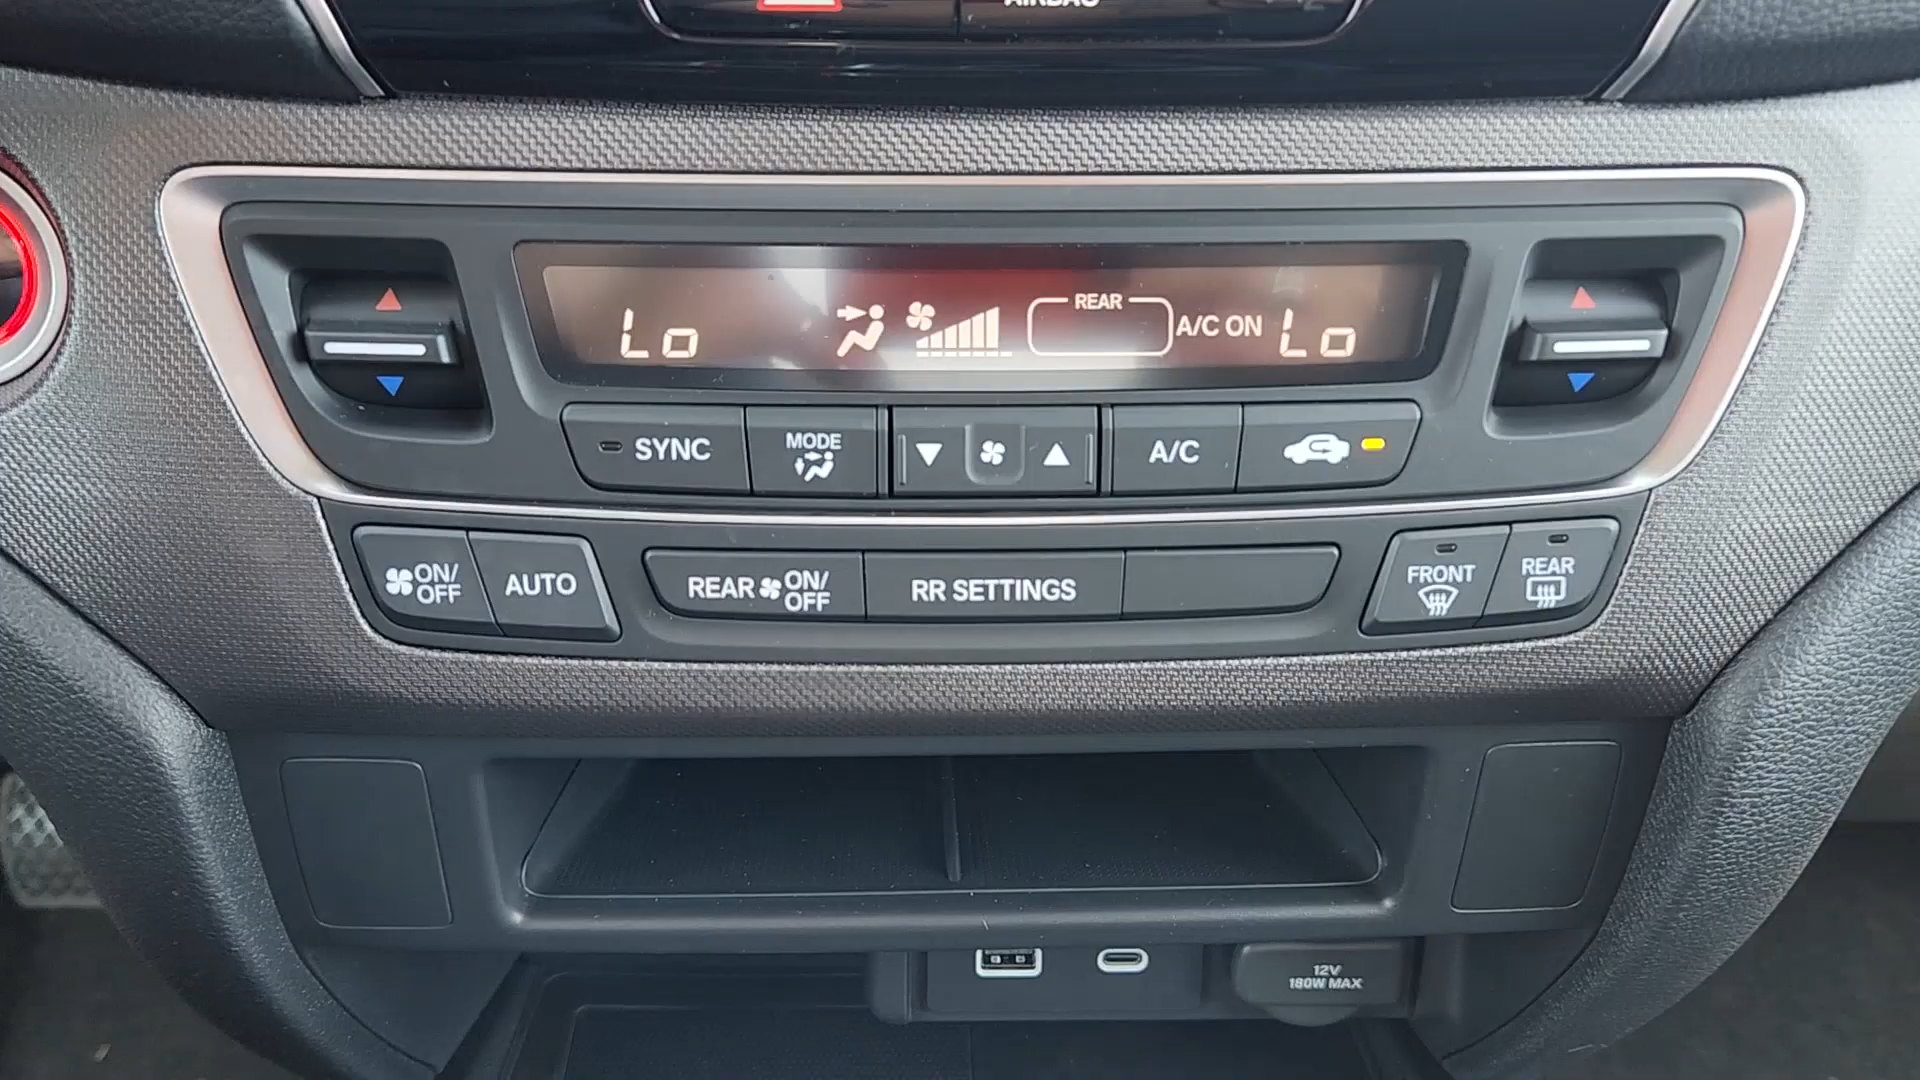 AIRBAG
REAR
Lo
A/C ON
Lo
SYNC
MODE
A/C
ON/
OFF
AUTO
REAR
ON/
OFF
RR SETTINGS
FRONT
REAR
12V
180W MAX